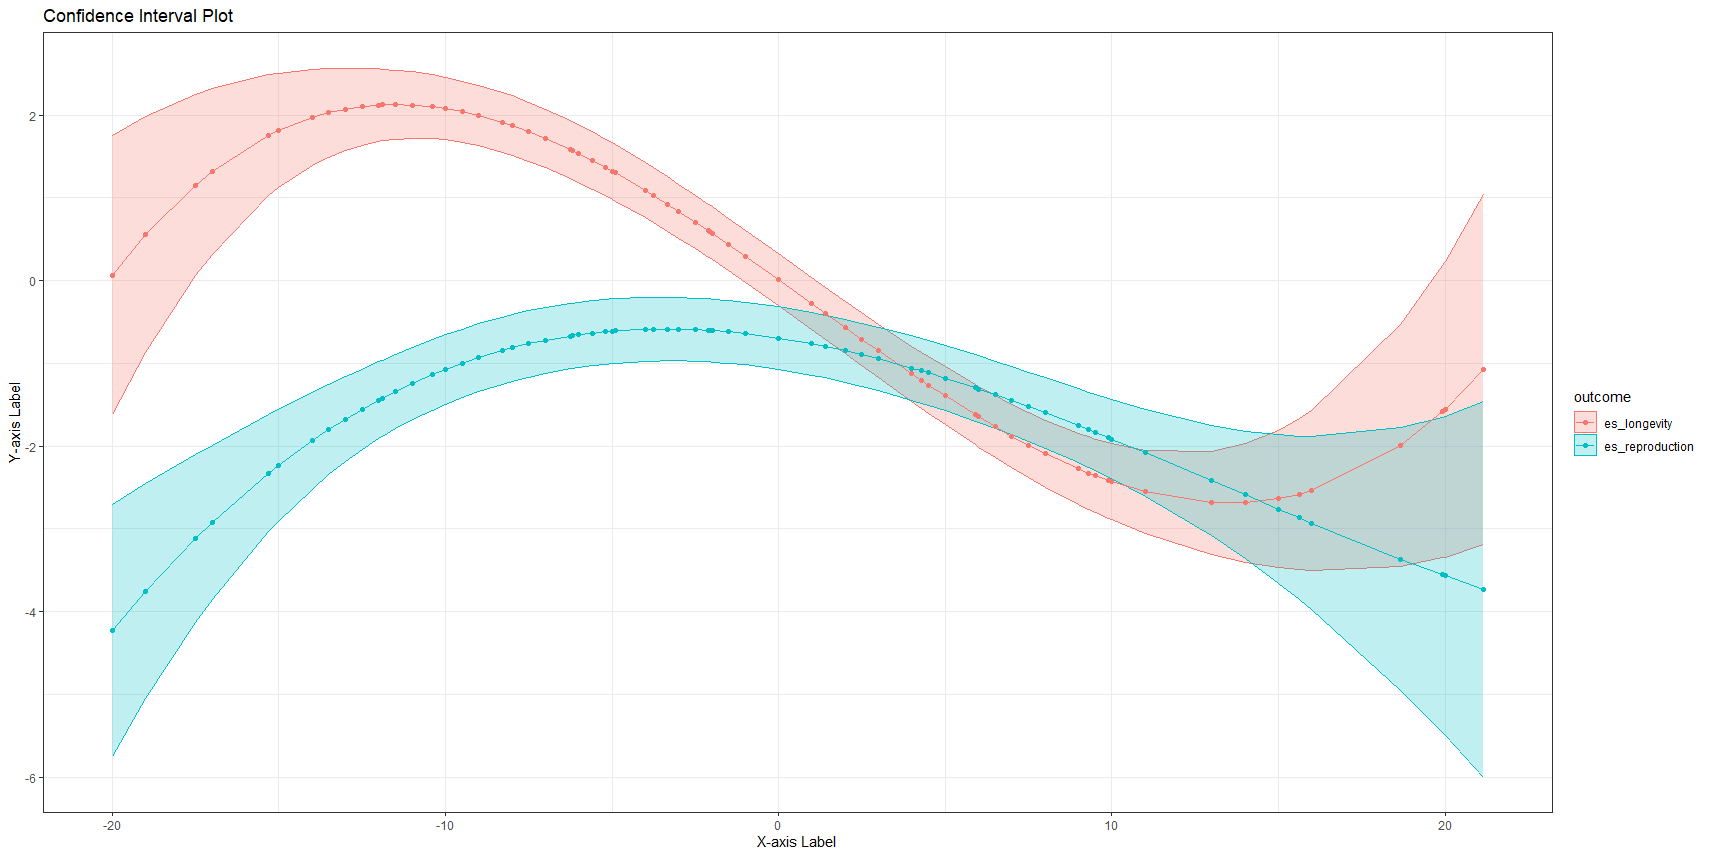 Confidence Interval Plot
2
0
-2
-4
-6
Y-axis Label
-20
-10
0
10
20
X-axis Label
outcome
es_longevity
es_reproduction